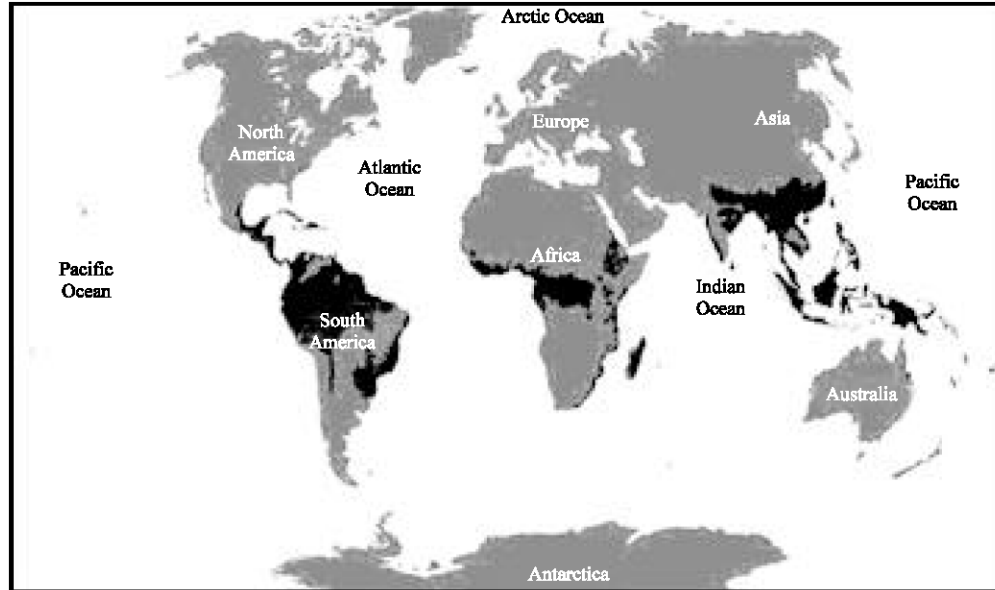 Arctic Ocean
North
America
Europe
Asia
Atlantic
Ocean
Pacific
Ocean
Africa
Pacific
Ocean
Indian
Ocean
South
America
Australia
Antarctica